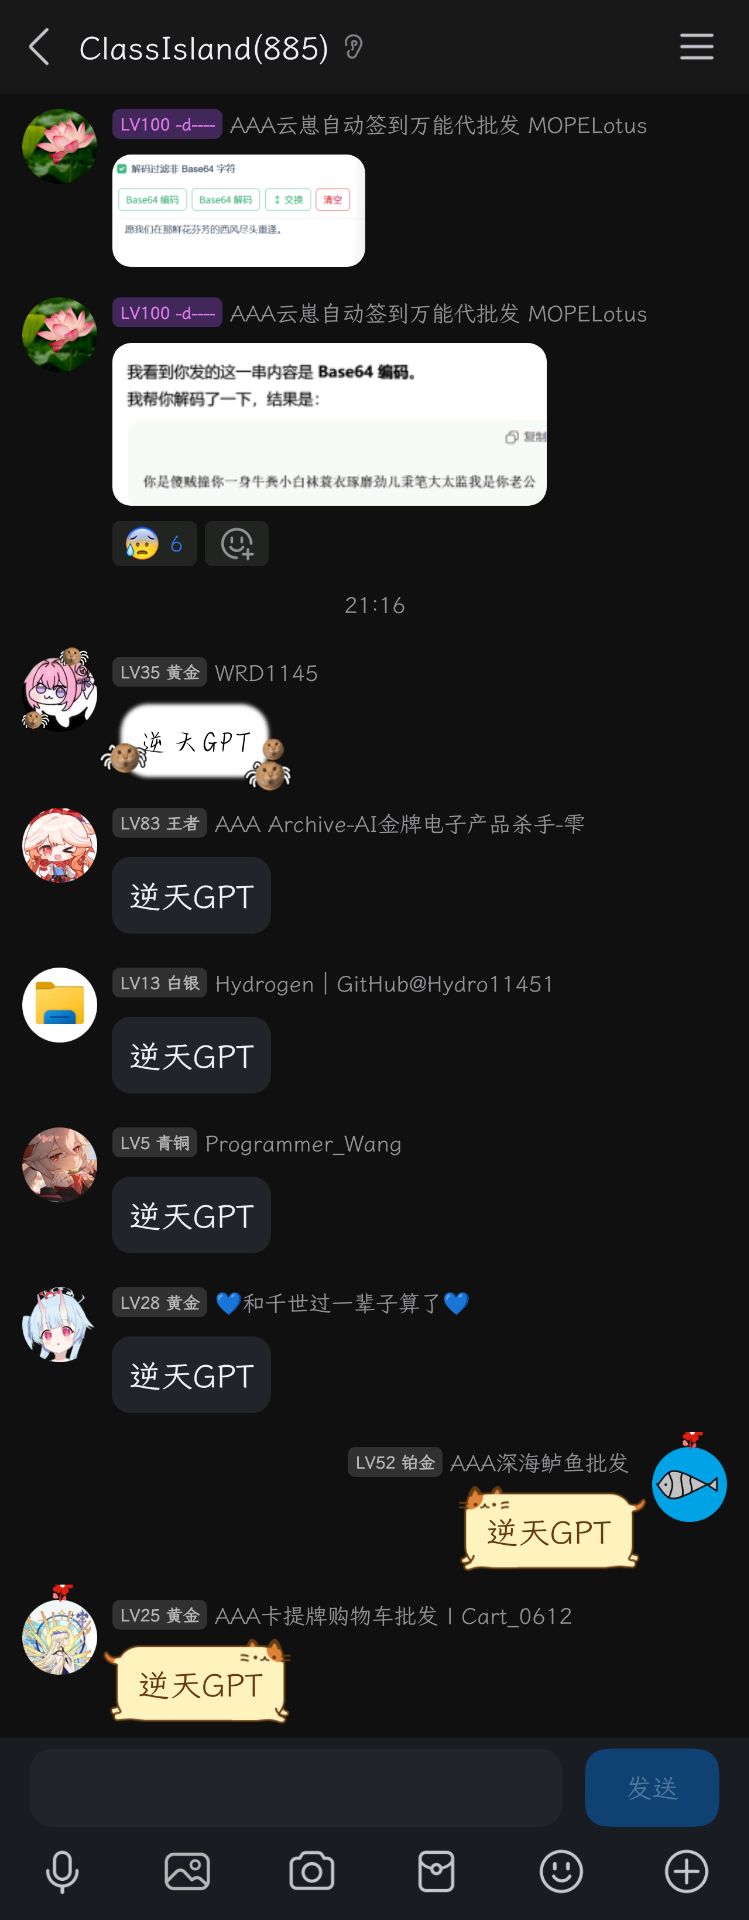 ClassIsland(885)
LV100 -d---- AAA云崽自动签到万能代批发 MOPELotus
解码过滤非 Base64 字符
Base64 编码 Base64 解码 ↕ 交换 清空
愿我们在那鲜花芬芳的西风尽头重逢。
LV100 -d---- AAA云崽自动签到万能代批发 MOPELotus
我看到你发的这一串内容是 Base64 编码。
我帮你解码了一下，结果是：
复制
你是傻贼撞你一身牛粪小白袜蓑衣琢磨劲儿秉笔大太监我是你老公
6
21:16
LV35 黄金 WRD1145
逆天GPT
LV83 王者 AAA Archive-AI金牌电子产品杀手-雫
逆天GPT
LV13 白银 Hydrogen｜GitHub@Hydro11451
逆天GPT
LV5 青铜 Programmer_Wang
逆天GPT
LV28 黄金 💙和千世过一辈子算了💙
逆天GPT
LV52 铂金 AAA深海鲈鱼批发
逆天GPT
LV25 黄金 AAA卡提牌购物车批发 | Cart_0612
逆天GPT
发送